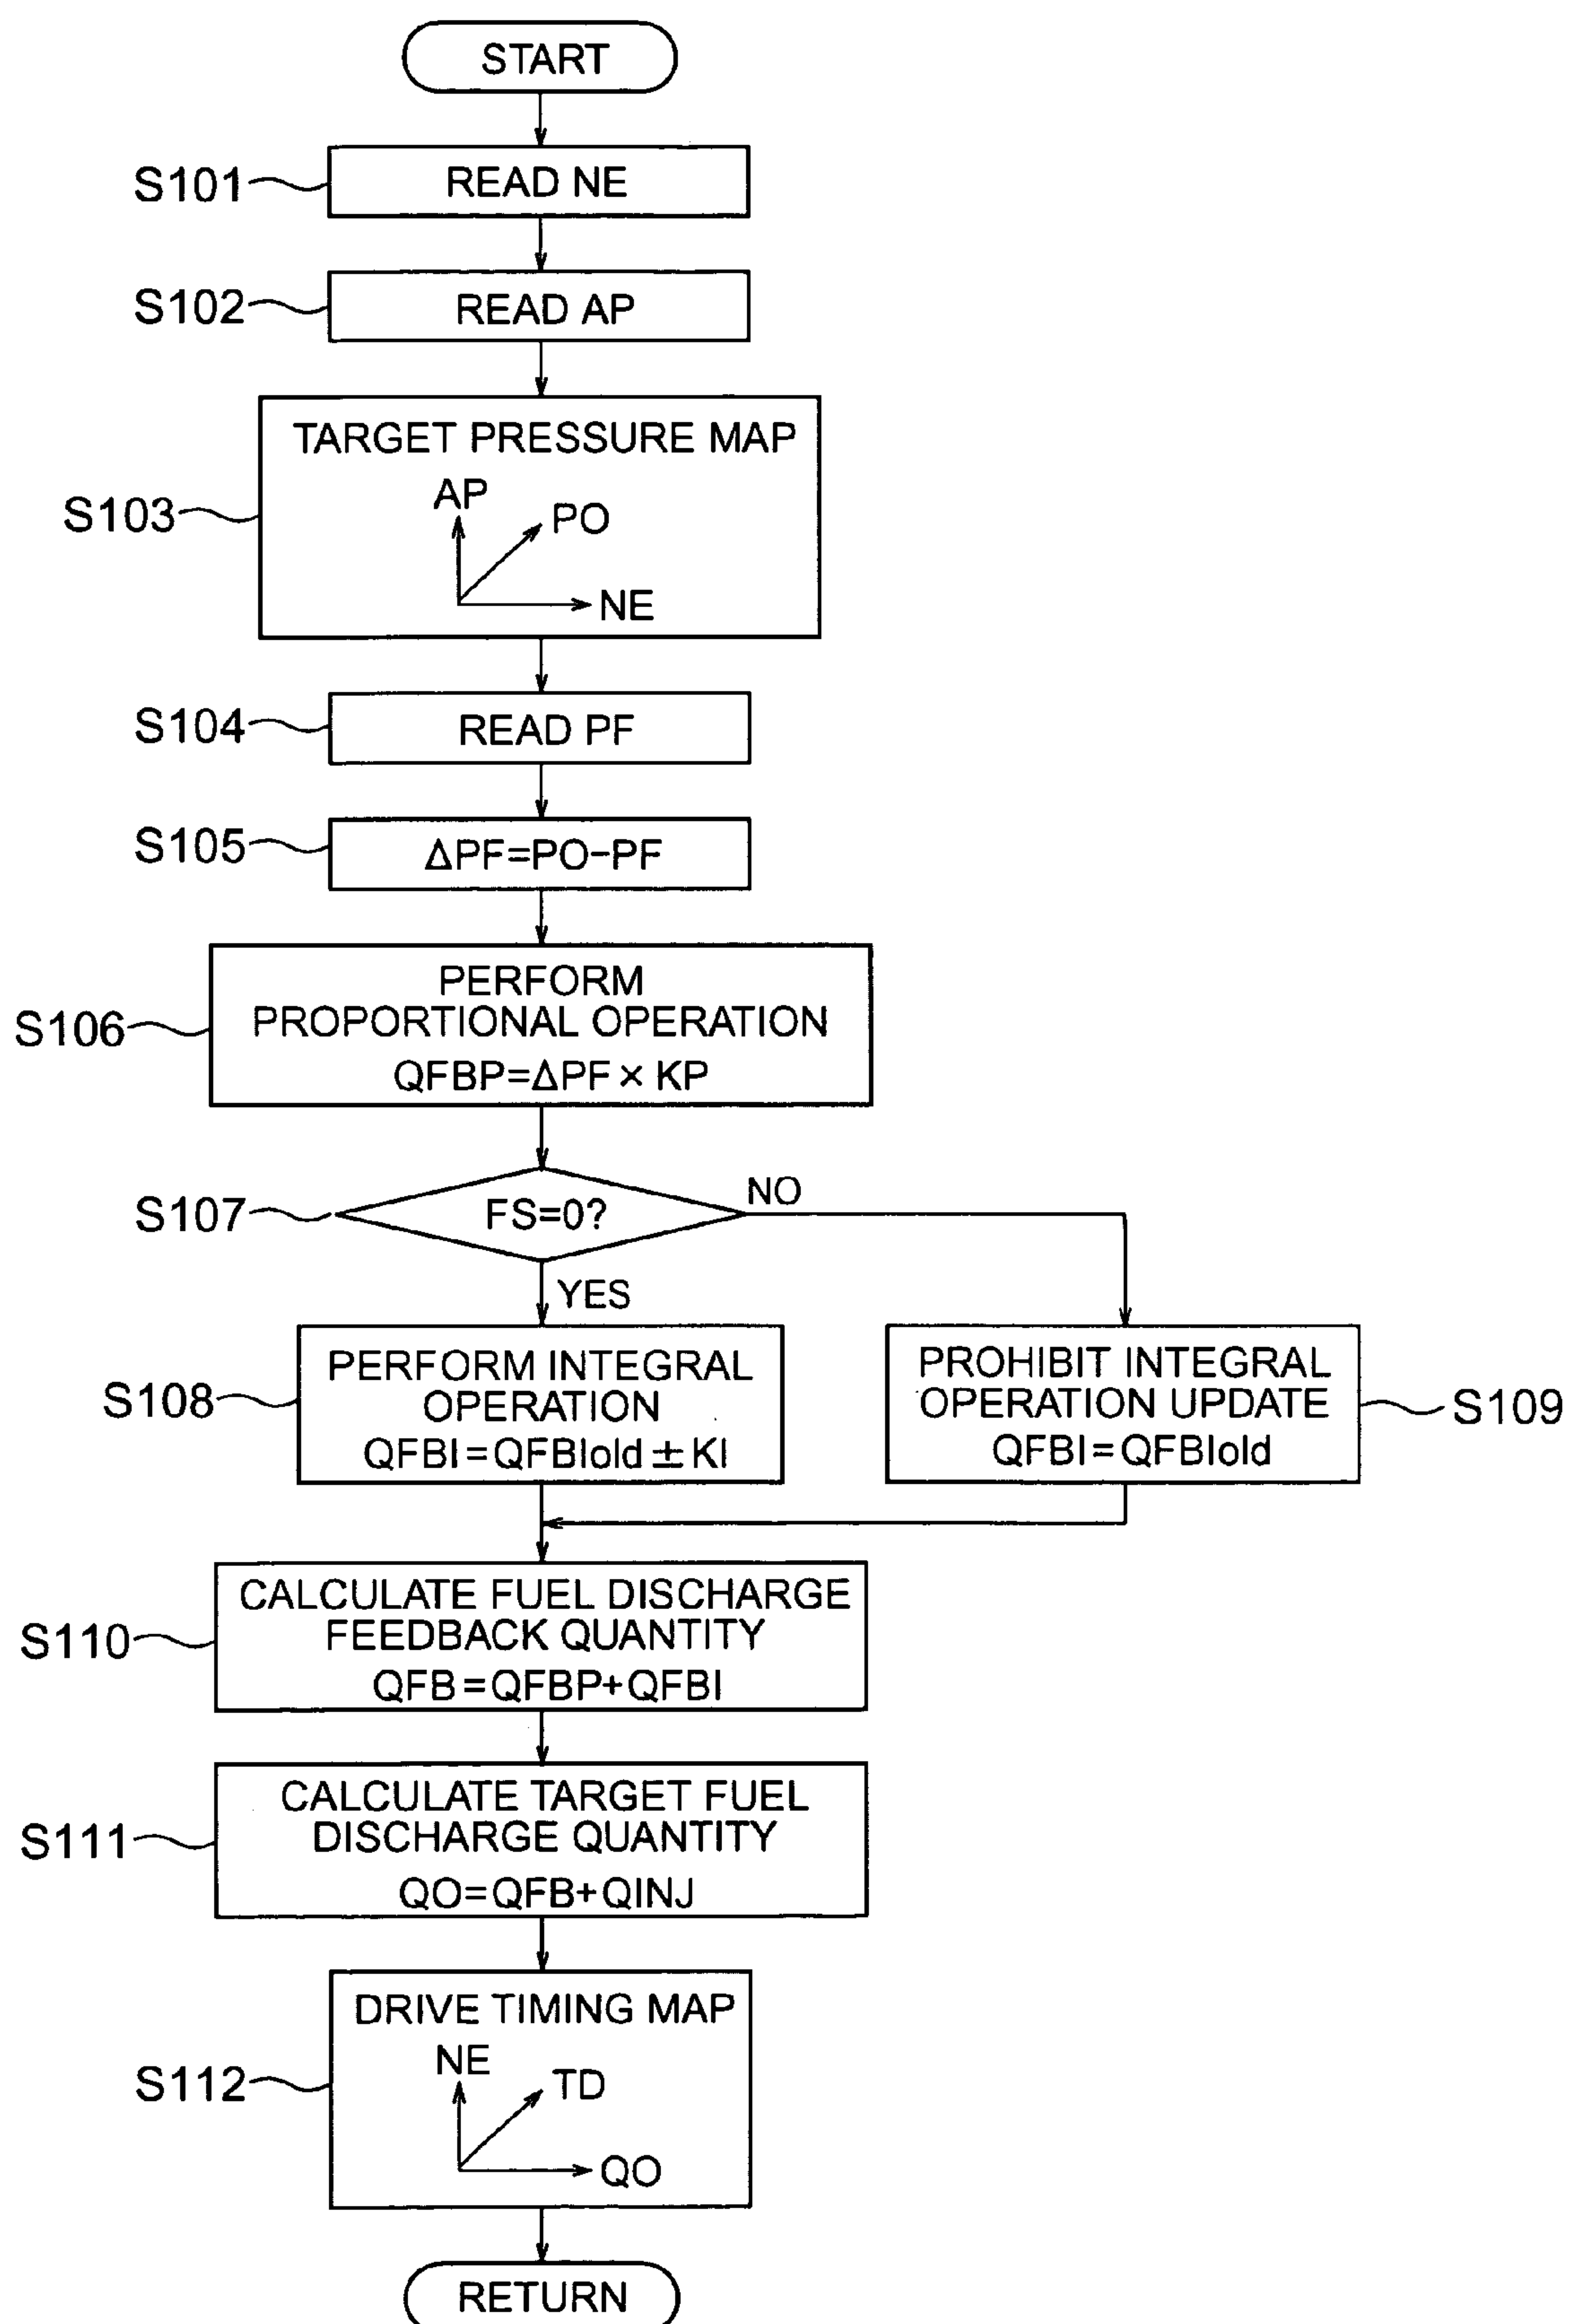 START
S101
READ NE
S102
READ AP
S103
TARGET PRESSURE MAP
AP
PO
NE
S104
READ PF
S105
ΔPF=PO-PF
S106
PERFORM
PROPORTIONAL OPERATION
QFBP=ΔPF × KP
S107
FS=0?
NO
YES
S108
PERFORM INTEGRAL
OPERATION
QFBI=QFBIold ± KI
PROHIBIT INTEGRAL
OPERATION UPDATE
QFBI=QFBIold
S109
S110
CALCULATE FUEL DISCHARGE
FEEDBACK QUANTITY
QFB=QFBP+QFBI
S111
CALCULATE TARGET FUEL
DISCHARGE QUANTITY
QO=QFB+QINJ
S112
DRIVE TIMING MAP
NE
TD
QO
RETURN